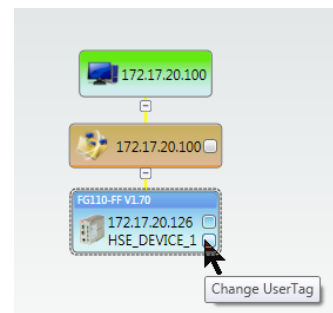 172.17.20.100
172.17.20.100
FG110-FF V1.70
172.17.20.126
HSE_DEVICE_1
Change UserTag